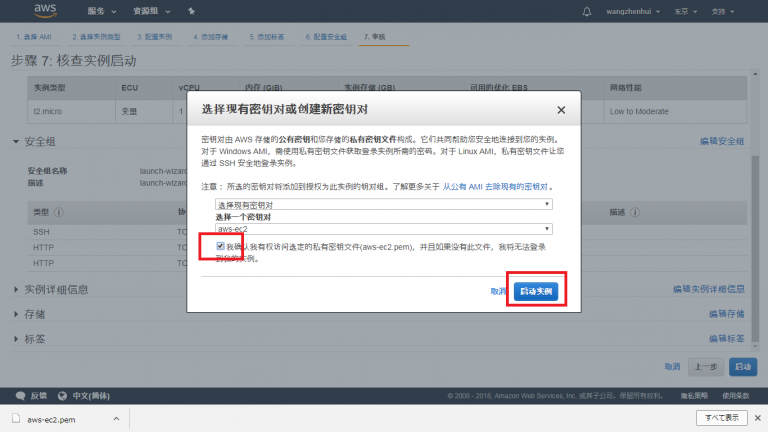 aws
服务
资源组
wangzhenhui
东京
支持
1. 选择 AMI
2. 选择实例类型
3. 配置实例
4. 添加存储
5. 添加标签
6. 配置安全组
7. 审核
步骤 7: 核查实例启动
实例类型
ECU
vCPU
内存 (GiB)
实例存储 (GB)
可用的优化 EBS
网络性能
t2.micro
变量
1
Low to Moderate
选择现有密钥对或创建新密钥对
密钥对由 AWS 存储的公有密钥和您存储的私有密钥文件构成。它们共同帮助您安全地连接到您的实例。
对于 Windows AMI，需使用私有密钥文件获取登录实例所需的密码。对于 Linux AMI，私有密钥文件让您
通过 SSH 安全地登录实例。
注意： 所选的密钥对将添加到授权为此实例的钥对组。了解更多关于 从公有 AMI 去除现有的密钥对 。
选择现有密钥对
选择一个密钥对
aws-ec2
我确认我有权访问选定的私有密钥文件(aws-ec2.pem)，并且如果没有此文件，我将无法登录
到我的实例。
取消
启动实例
安全组
编辑安全组
安全组名称
launch-wizard
描述
launch-wizard
类型
协
描述
SSH
TC
HTTP
TC
HTTP
TC
实例详细信息
编辑实例详细信息
存储
编辑存储
标签
编辑标签
取消
上一步
启动
反馈
中文(简体)
© 2008 - 2018, Amazon Web Services, Inc. 或其子公司。保留所有权利。
隐私策略
使用条款
aws-ec2.pem
すべて表示